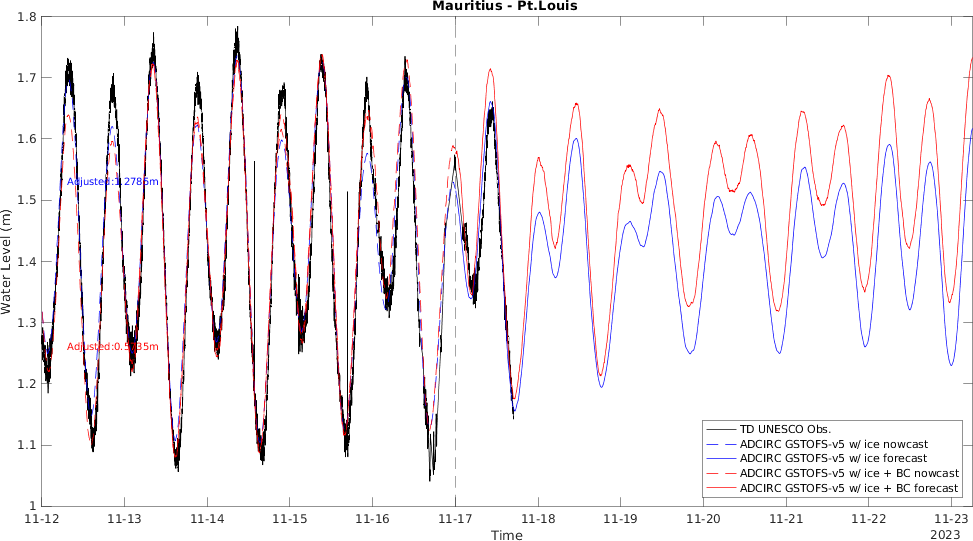 Mauritius - Pt.Louis
1.8
1.7
1.6
1.5
1.4
1.3
1.2
1.1
1
Water Level (m)
Adjusted:1.2786m
Adjusted:0.5735m
TD UNESCO Obs.
ADCIRC GSTOFS-v5 w/ ice nowcast
ADCIRC GSTOFS-v5 w/ ice forecast
ADCIRC GSTOFS-v5 w/ ice + BC nowcast
ADCIRC GSTOFS-v5 w/ ice + BC forecast
11-12 11-13 11-14 11-15 11-16 11-17 11-18 11-19 11-20 11-21 11-22 11-23
2023
Time